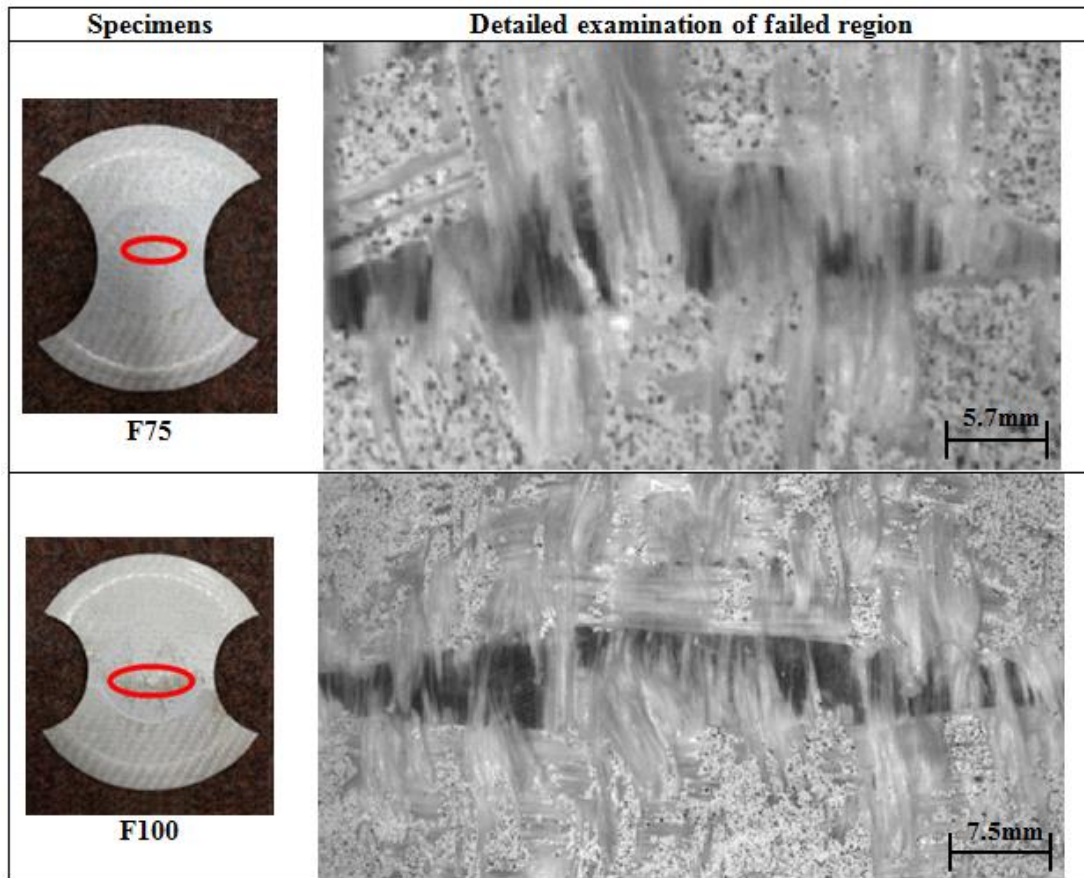 Specimens
Detailed examination of failed region
F75
5.7mm
F100
7.5mm